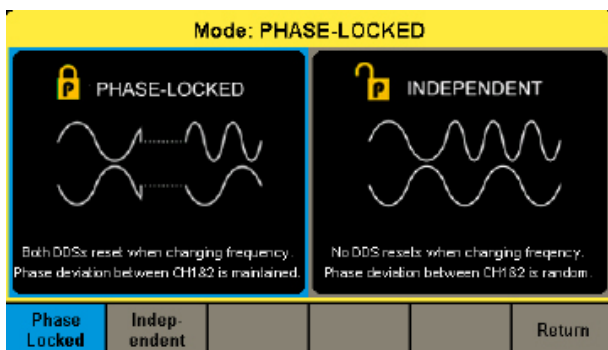 Mode: PHASE-LOCKED
P PHASE-LOCKED
Both DDSs reset when changing frequency.
Phase deviation between CH1&2 is maintained.
P INDEPENDENT
No DDS resets when changing freqency.
Phase deviation between CH1&2 is random.
Phase
Locked
Indep-
endent
Return